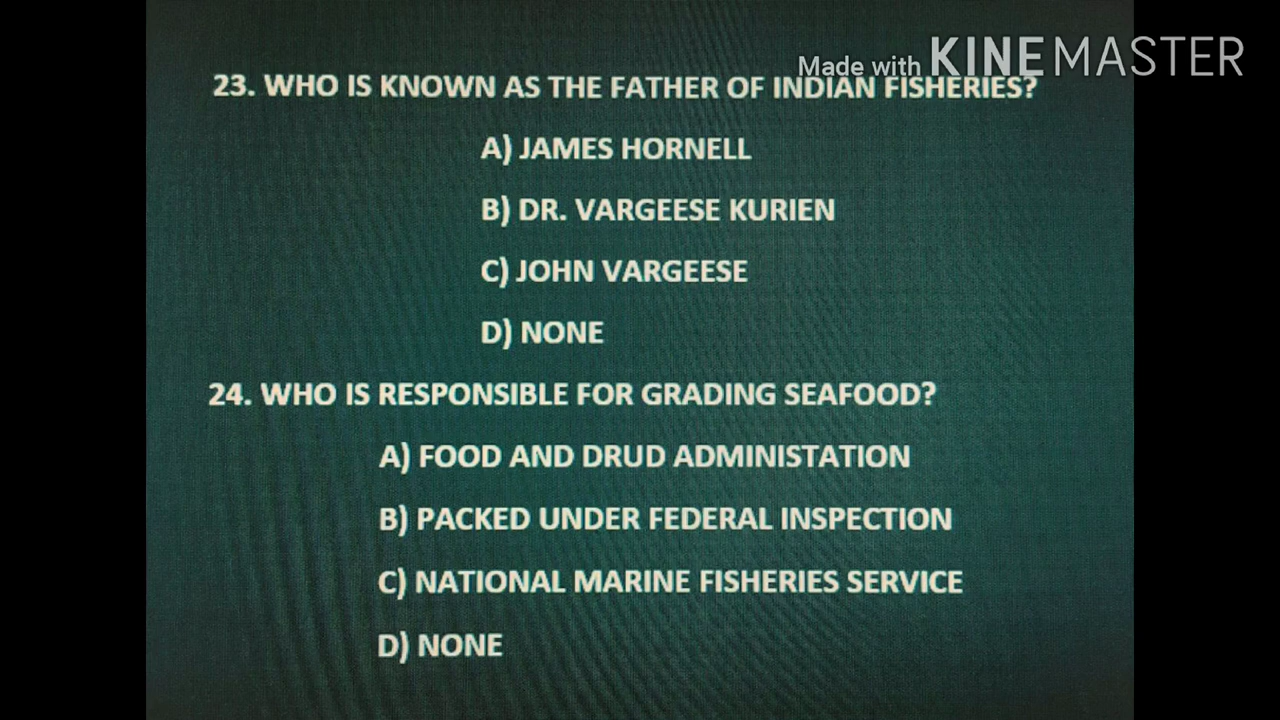 Made with KINEMASTER
23. WHO IS KNOWN AS THE FATHER OF INDIAN FISHERIES?
A) JAMES HORNELL
B) DR. VARGEESE KURIEN
C) JOHN VARGEESE
D) NONE
24. WHO IS RESPONSIBLE FOR GRADING SEAFOOD?
A) FOOD AND DRUD ADMINISTATION
B) PACKED UNDER FEDERAL INSPECTION
C) NATIONAL MARINE FISHERIES SERVICE
D) NONE